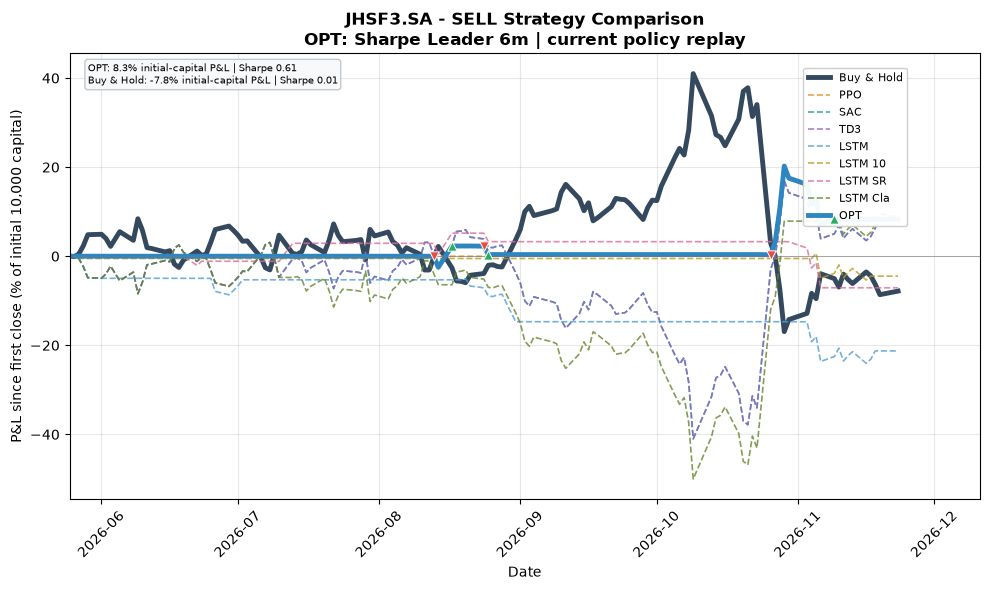 JHSF3.SA - SELL Strategy Comparison
OPT: Sharpe Leader 6m | current policy replay
OPT: 8.3% initial-capital P&L | Sharpe 0.61
Buy & Hold: -7.8% initial-capital P&L | Sharpe 0.01
Buy & Hold
PPO
SAC
TD3
LSTM
LSTM 10
LSTM SR
LSTM Cla
OPT
P&L since first close (% of initial 10,000 capital)
40
20
0
−20
−40
2026-06
2026-07
2026-08
2026-09
2026-10
2026-11
2026-12
Date